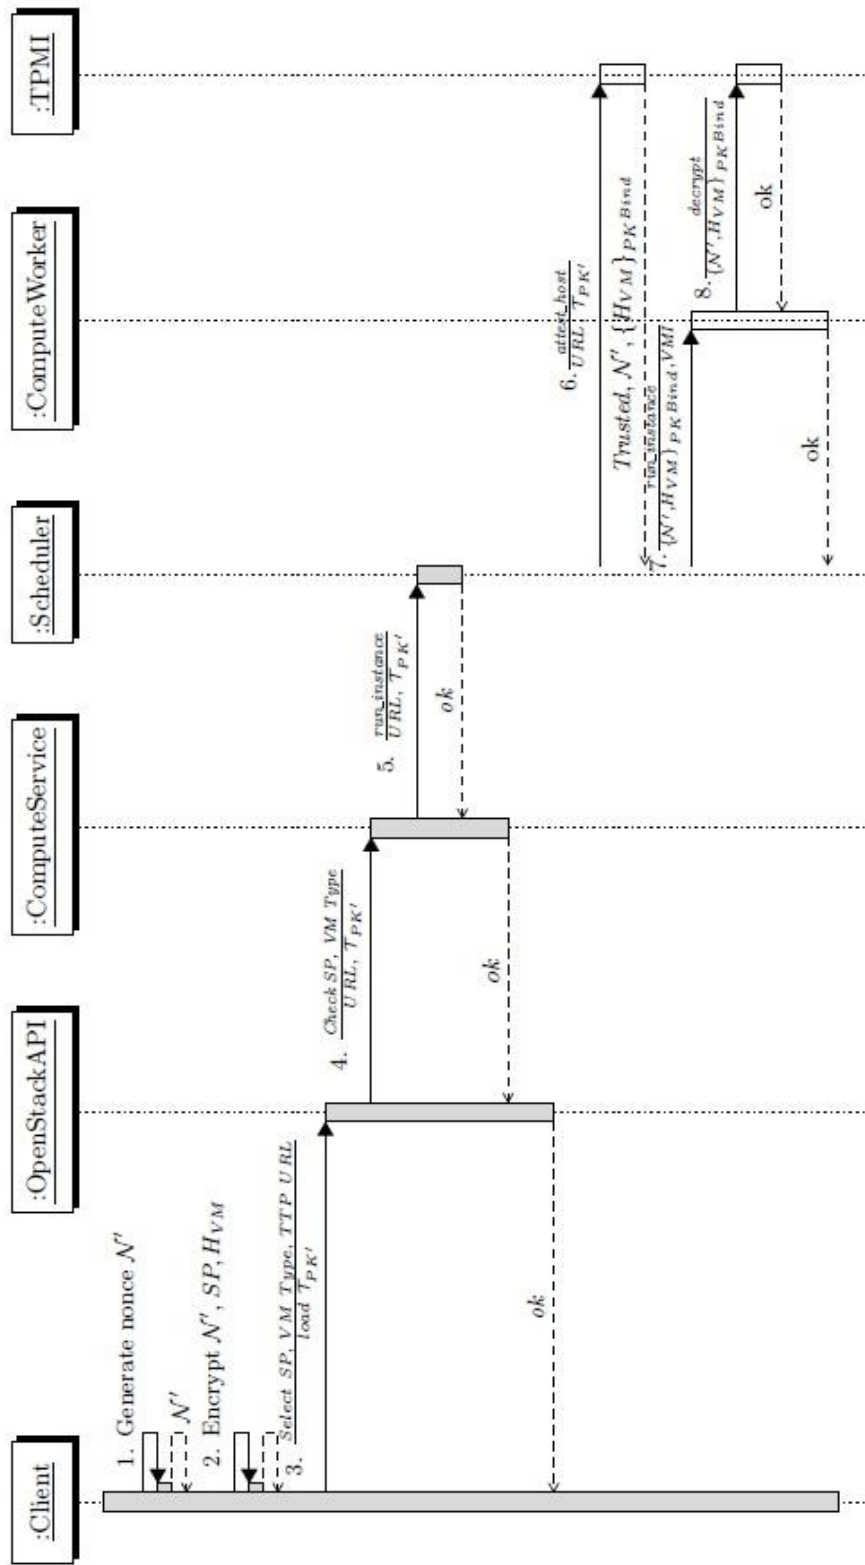 :Client
:OpenStackAPI
:ComputeService
:Scheduler
:ComputeWorker
:TPMI
1. Generate nonce 𝒩′
𝒩′
2. Encrypt 𝒩′, SP, H_VM
3. Select SP, VM Type, TTP URL
load T_PK′
4. Check SP, VM Type
URL, T_PK′
5. run_instance
URL, T_PK′
ok
ok
ok
6. attest_host
URL T_PK′
Trusted, 𝒩′, {H_VM}_PK^Bind
7. run_instance
{𝒩′,H_VM}_PK^Bind,VMI
8. decrypt
{𝒩′,H_VM}_PK^Bind
ok
ok